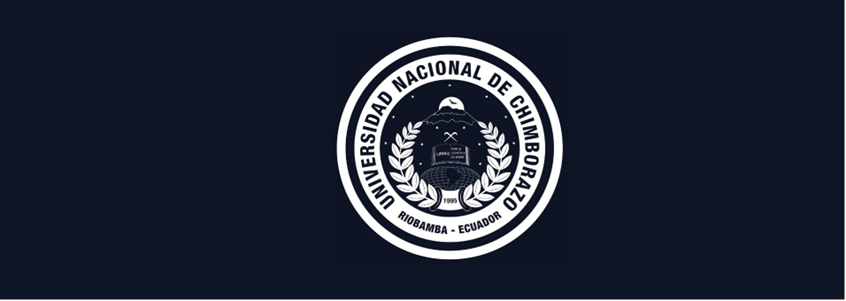 UNIVERSIDAD NACIONAL DE CHIMBORAZO
1995
RIOBAMBA - ECUADOR